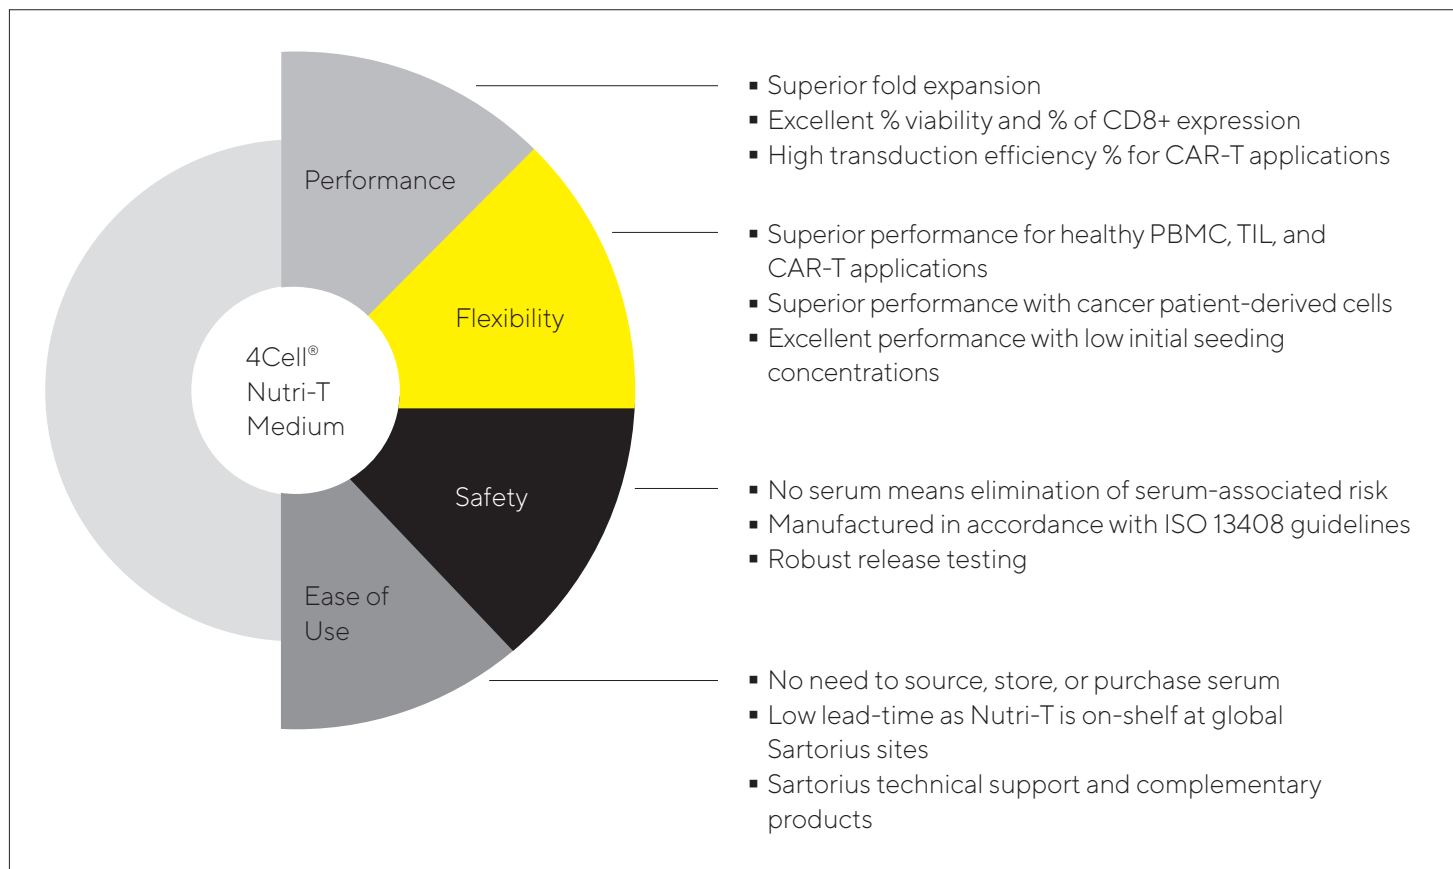 Performance
▪ Superior fold expansion
▪ Excellent % viability and % of CD8+ expression
▪ High transduction efficiency % for CAR-T applications
Flexibility
▪ Superior performance for healthy PBMC, TIL, and
CAR-T applications
▪ Superior performance with cancer patient-derived cells
▪ Excellent performance with low initial seeding
concentrations
4Cell®
Nutri-T
Medium
Safety
▪ No serum means elimination of serum-associated risk
▪ Manufactured in accordance with ISO 13408 guidelines
▪ Robust release testing
Ease of
Use
▪ No need to source, store, or purchase serum
▪ Low lead-time as Nutri-T is on-shelf at global
Sartorius sites
▪ Sartorius technical support and complementary
products